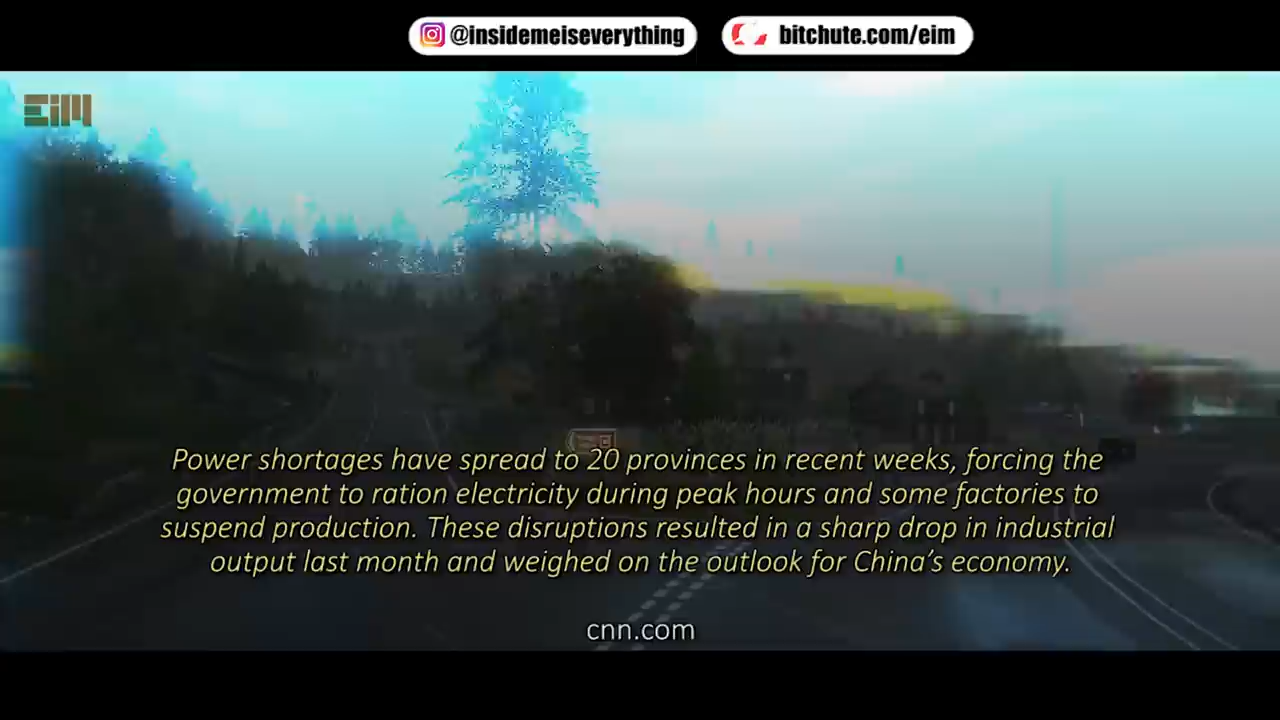 @insidemeiseverything
bitchute.com/eim
EiM
Power shortages have spread to 20 provinces in recent weeks, forcing the
government to ration electricity during peak hours and some factories to
suspend production. These disruptions resulted in a sharp drop in industrial
output last month and weighed on the outlook for China’s economy.
cnn.com